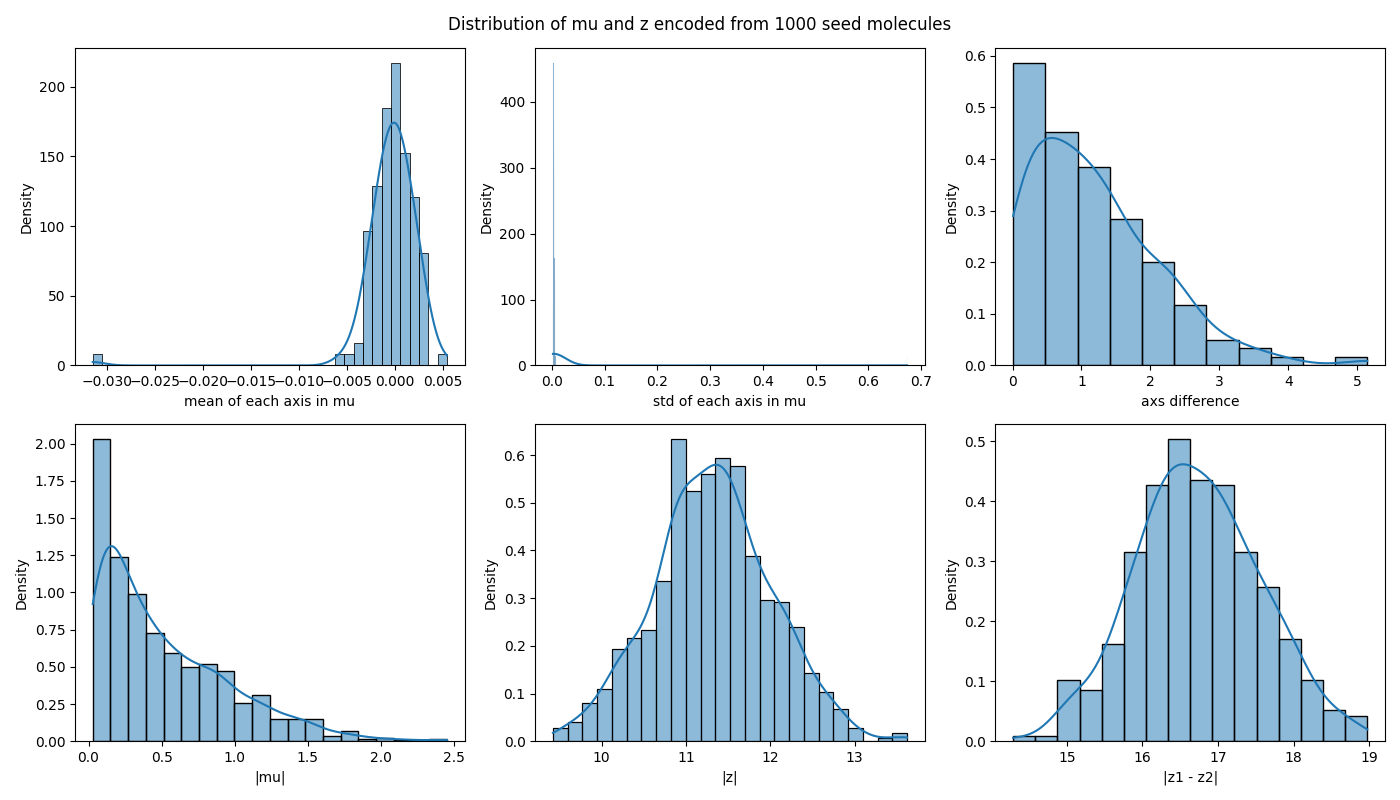 Distribution of mu and z encoded from 1000 seed molecules
200
150
100
50
0
Density
−0.030−0.025−0.020−0.015−0.010−0.005 0.000 0.005
mean of each axis in mu
400
300
200
100
0
Density
0.0 0.1 0.2 0.3 0.4 0.5 0.6 0.7
std of each axis in mu
0.6
0.5
0.4
0.3
0.2
0.1
0.0
Density
0 1 2 3 4 5
axs difference
2.00
1.75
1.50
1.25
1.00
0.75
0.50
0.25
0.00
Density
0.0 0.5 1.0 1.5 2.0 2.5
|mu|
0.6
0.5
0.4
0.3
0.2
0.1
0.0
Density
10 11 12 13
|z|
0.5
0.4
0.3
0.2
0.1
0.0
Density
15 16 17 18 19
|z1 - z2|